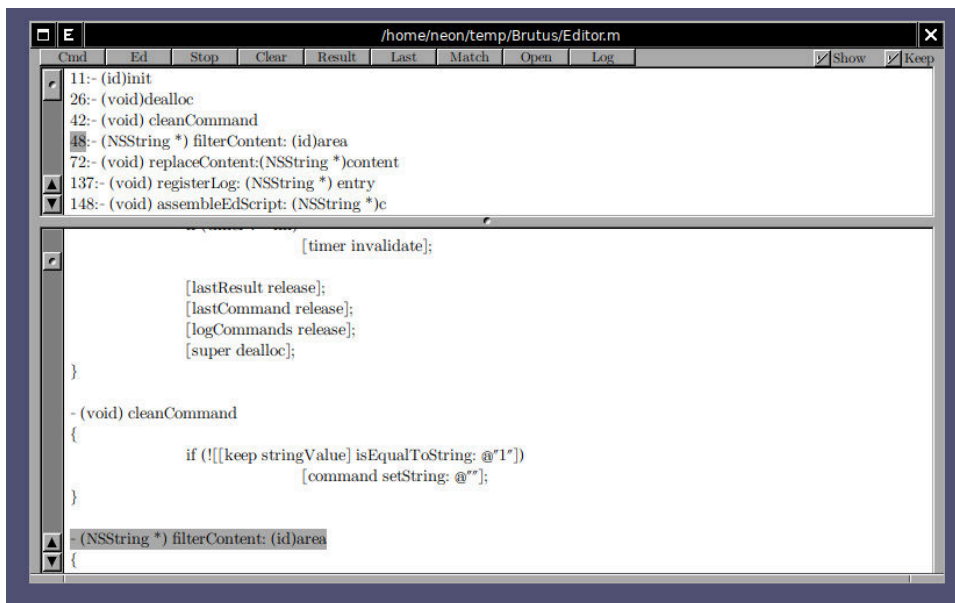 E /home/neon/temp/Brutus/Editor.m
Cmd Ed Stop Clear Result Last Match Open Log Show Keep
11:- (id)init
26:- (void)dealloc
42:- (void) cleanCommand
48:- (NSString *) filterContent: (id)area
72:- (void) replaceContent:(NSString *)content
137:- (void) registerLog: (NSString *) entry
148:- (void) assembleEdScript: (NSString *)c
[timer invalidate];
[lastResult release];
[lastCommand release];
[logCommands release];
[super dealloc];
}
- (void) cleanCommand
{
if (![[keep stringValue] isEqualToString: @"1"])
[command setString: @""];
}
- (NSString *) filterContent: (id)area
{